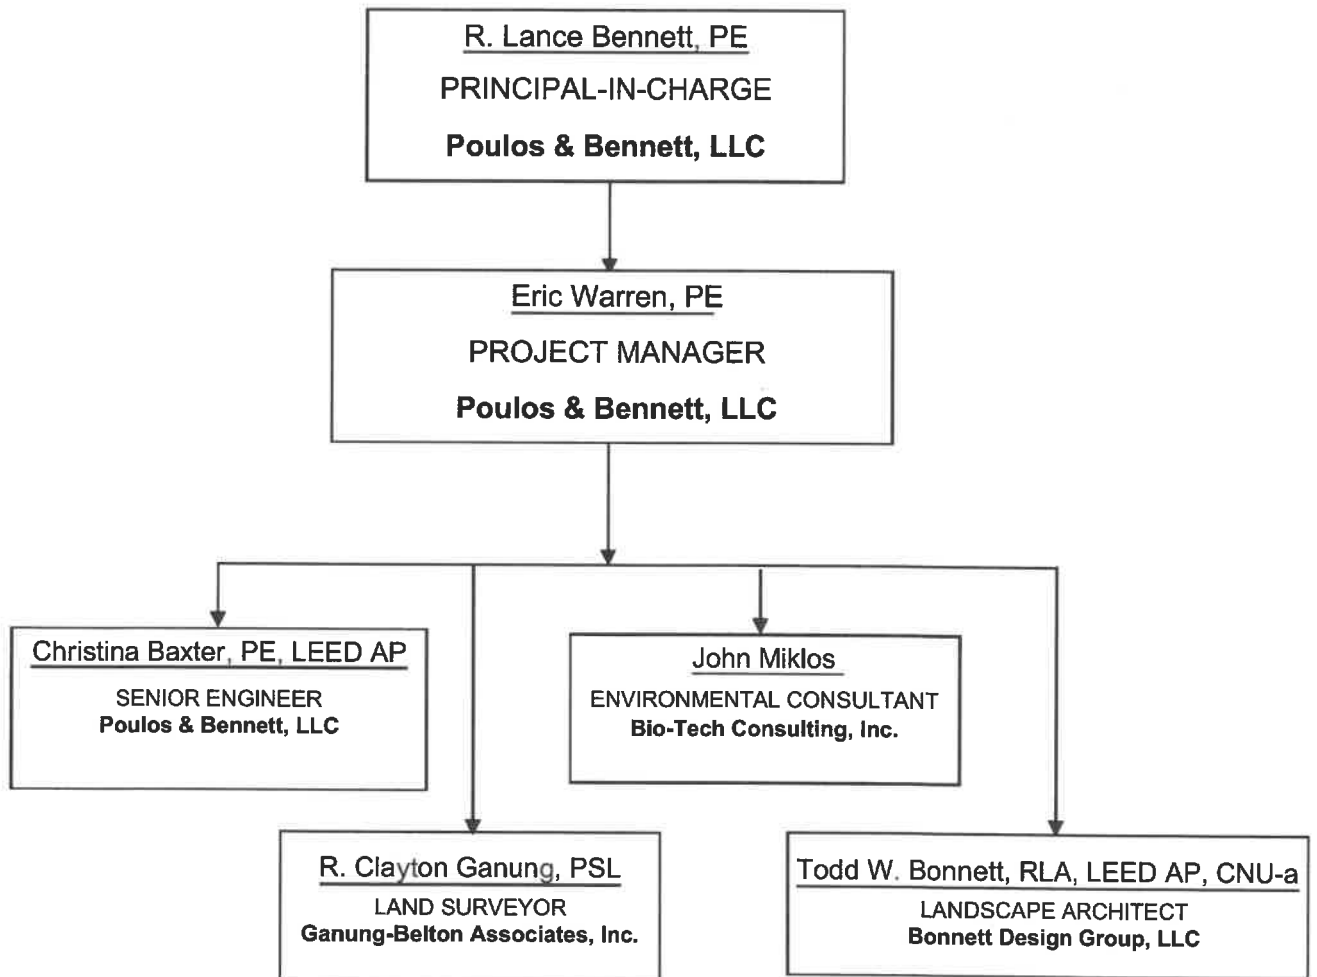 R. Lance Bennett, PE
PRINCIPAL-IN-CHARGE
Poulos & Bennett, LLC
Eric Warren, PE
PROJECT MANAGER
Poulos & Bennett, LLC
Christina Baxter, PE, LEED AP
SENIOR ENGINEER
Poulos & Bennett, LLC
John Miklos
ENVIRONMENTAL CONSULTANT
Bio-Tech Consulting, Inc.
R. Clayton Ganung, PSL
LAND SURVEYOR
Ganung-Belton Associates, Inc.
Todd W. Bonnett, RLA, LEED AP, CNU-a
LANDSCAPE ARCHITECT
Bonnett Design Group, LLC